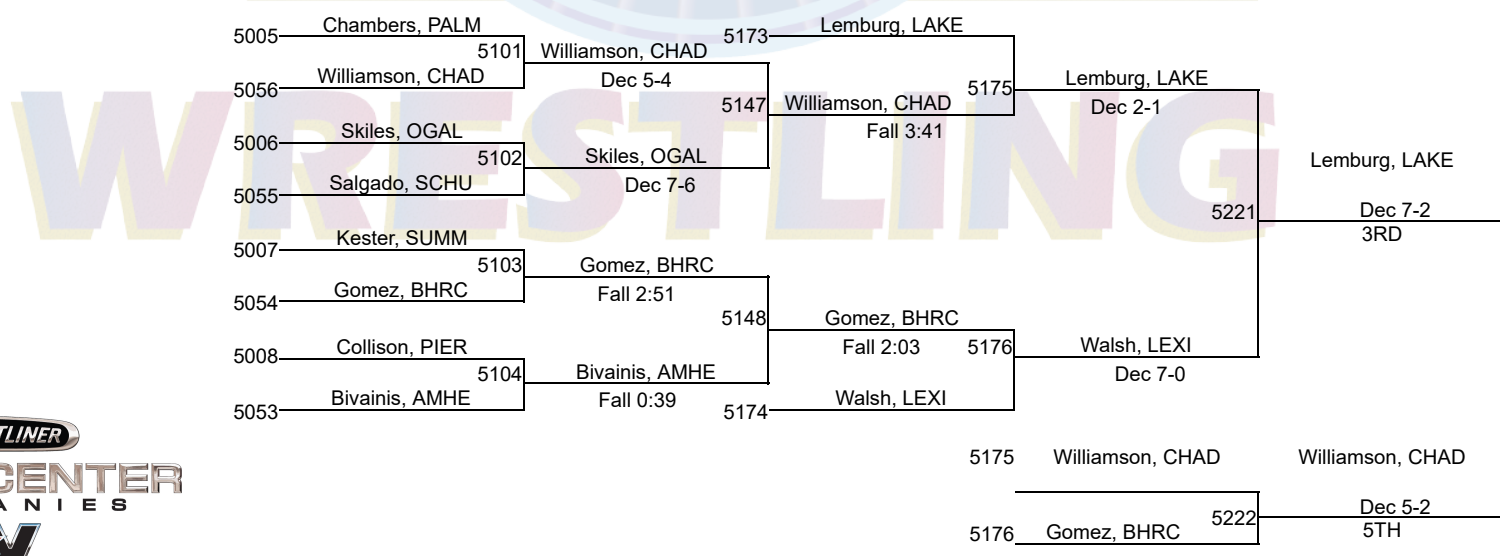 Chambers, PALM
Lemburg, LAKE
5005
5173
5101
Williamson, CHAD
Williamson, CHAD
Dec 5-4
5056
5175
Lemburg, LAKE
5147
Williamson, CHAD
Dec 2-1
Fall 3:41
Skiles, OGAL
5006
5102
Skiles, OGAL
Lemburg, LAKE
Salgado, SCHU
Dec 7-6
5055
WRESTLING
5221
Dec 7-2
3RD
Kester, SUMM
5007
5103
Gomez, BHRC
Gomez, BHRC
Fall 2:51
5054
5148
Gomez, BHRC
Collison, PIER
Fall 2:03
5176
Walsh, LEXI
5008
5104
Bivainis, AMHE
Dec 7-0
Bivainis, AMHE
Fall 0:39
Walsh, LEXI
5053
5174
TLINER
5175
Williamson, CHAD
Williamson, CHAD
CENTER
ANIES
Dec 5-2
5222
5TH
5176
Gomez, BHRC